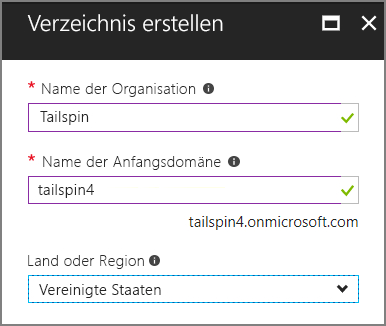 Verzeichnis erstellen
* Name der Organisation
Tailspin
* Name der Anfangsdomäne
tailspin4
tailspin4.onmicrosoft.com
Land oder Region
Vereinigte Staaten